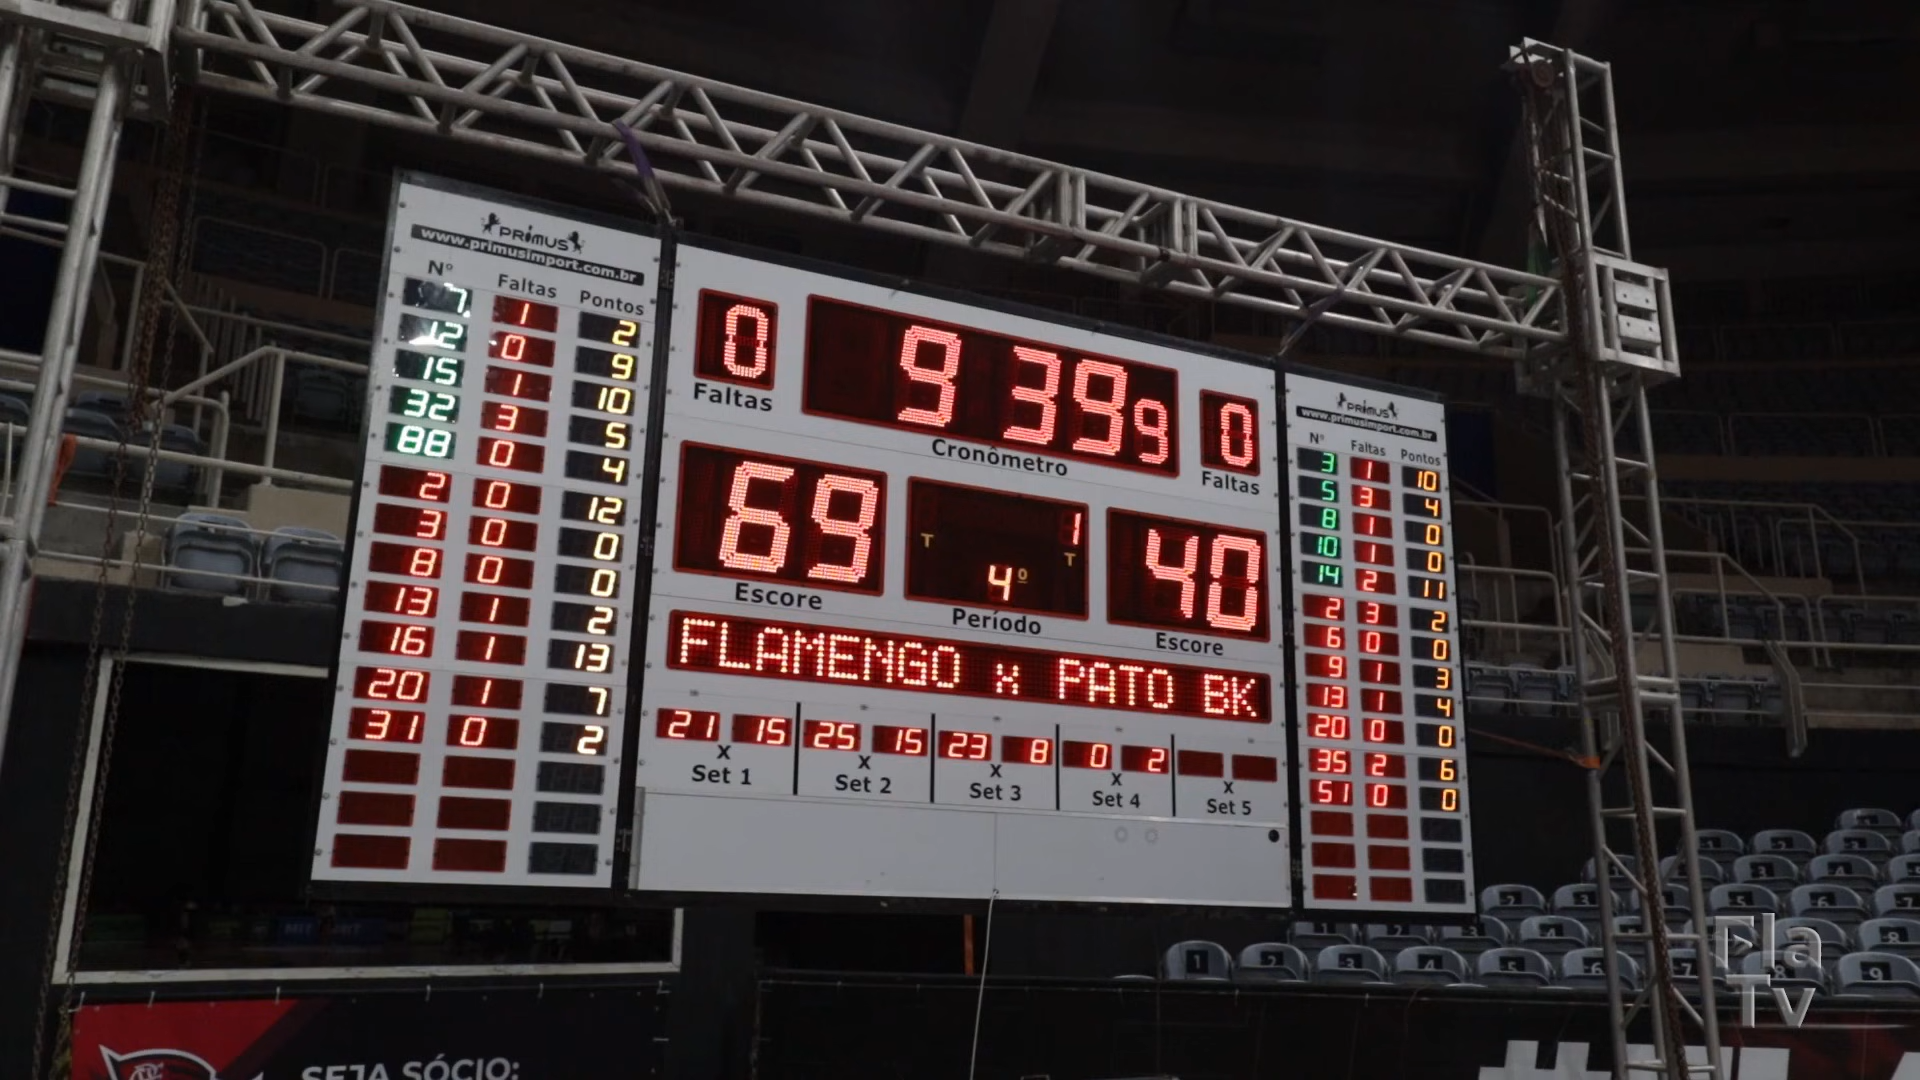 PRIMUS
www.primusimport.com.br
Nº Faltas Pontos
7 1 2
12 0 9
15 1 10
32 3 5
88 0 4
2 0 12
3 0 0
8 0 0
13 1 2
16 1 13
20 1 7
31 0 2
0 9 39 9 0
Faltas Cronômetro Faltas
69 1 40
T T
4º
Escore Período Escore
FLAMENGO x PATO BK
21 15 25 15 23 8 0 2
X X X X X
Set 1 Set 2 Set 3 Set 4 Set 5
PRIMUS
www.primusimport.com.br
Nº Faltas Pontos
3 1 10
5 3 4
8 1 0
10 1 0
14 2 11
2 3 2
6 0 0
9 1 3
13 1 4
20 0 0
35 2 6
51 0 0
SEJA SÓCIO:
Fla
Tv